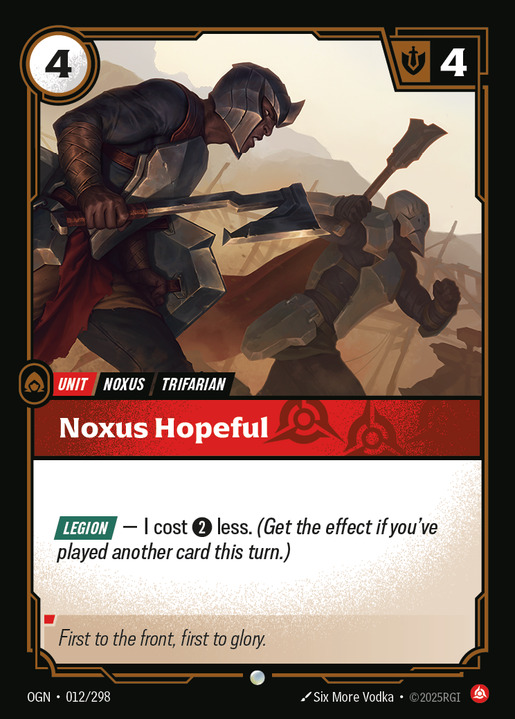 4
4
UNIT NOXUS TRIFARIAN
Noxus Hopeful
LEGION — I cost 2 less. (Get the effect if you've
played another card this turn.)
First to the front, first to glory.
OGN • 012/298 Six More Vodka • ©2025RGI